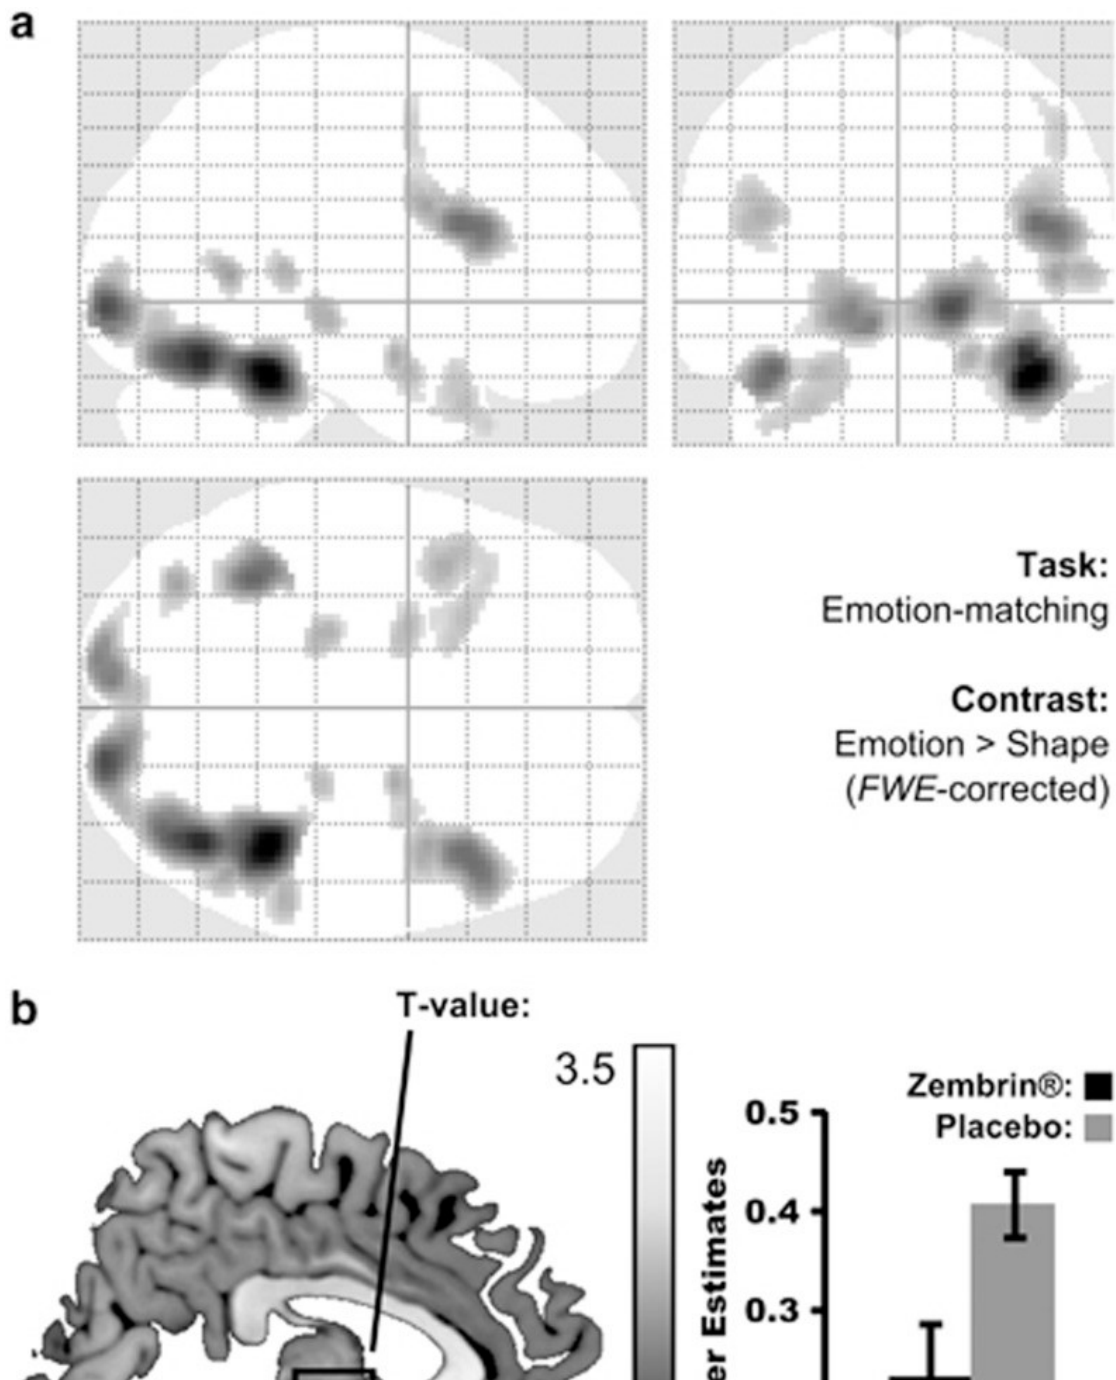 a
Task:
Emotion-matching
Contrast:
Emotion > Shape
(FWE-corrected)
b
T-value:
3.5
Zembrin®:
Placebo:
0.5
0.4
0.3
Estimates